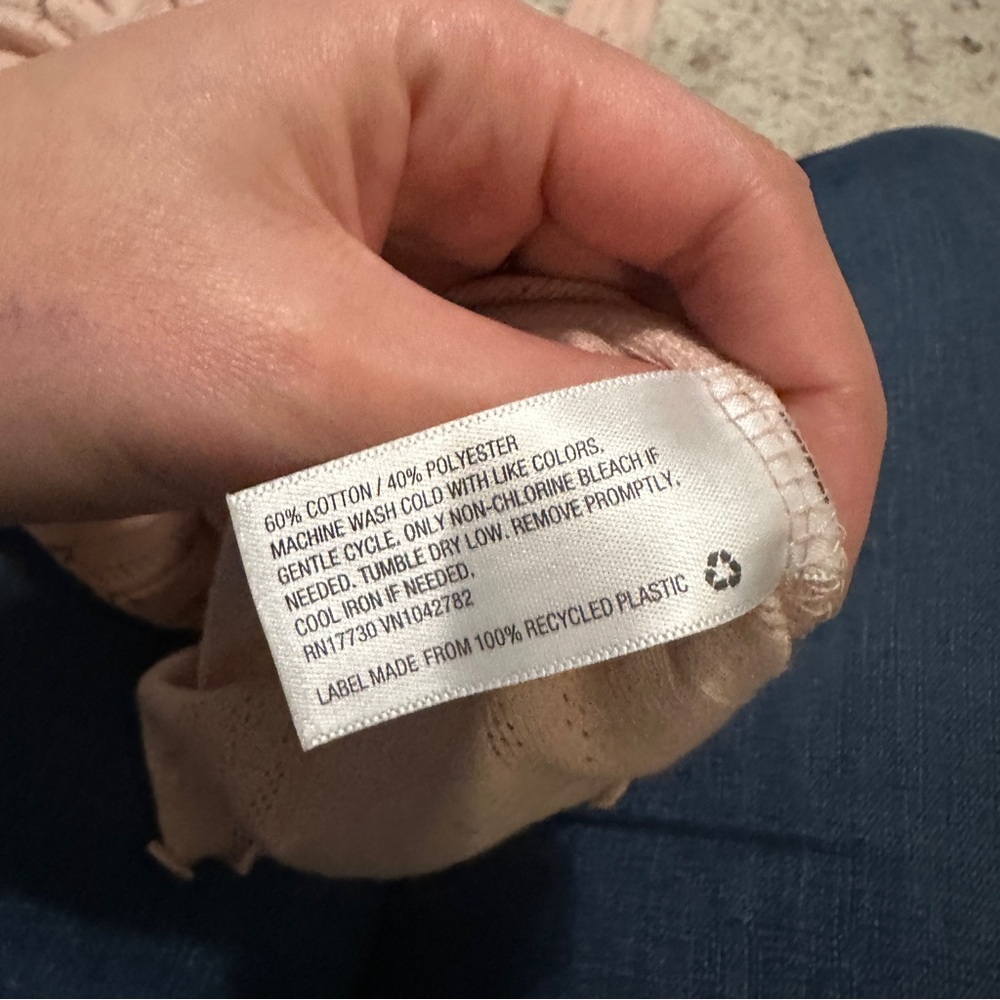 60% COTTON / 40% POLYESTER
MACHINE WASH COLD WITH LIKE COLORS.
GENTLE CYCLE. ONLY NON-CHLORINE BLEACH IF
NEEDED. TUMBLE DRY LOW. REMOVE PROMPTLY.
COOL IRON IF NEEDED.
RN17730 VN1042782
LABEL MADE FROM 100% RECYCLED PLASTIC